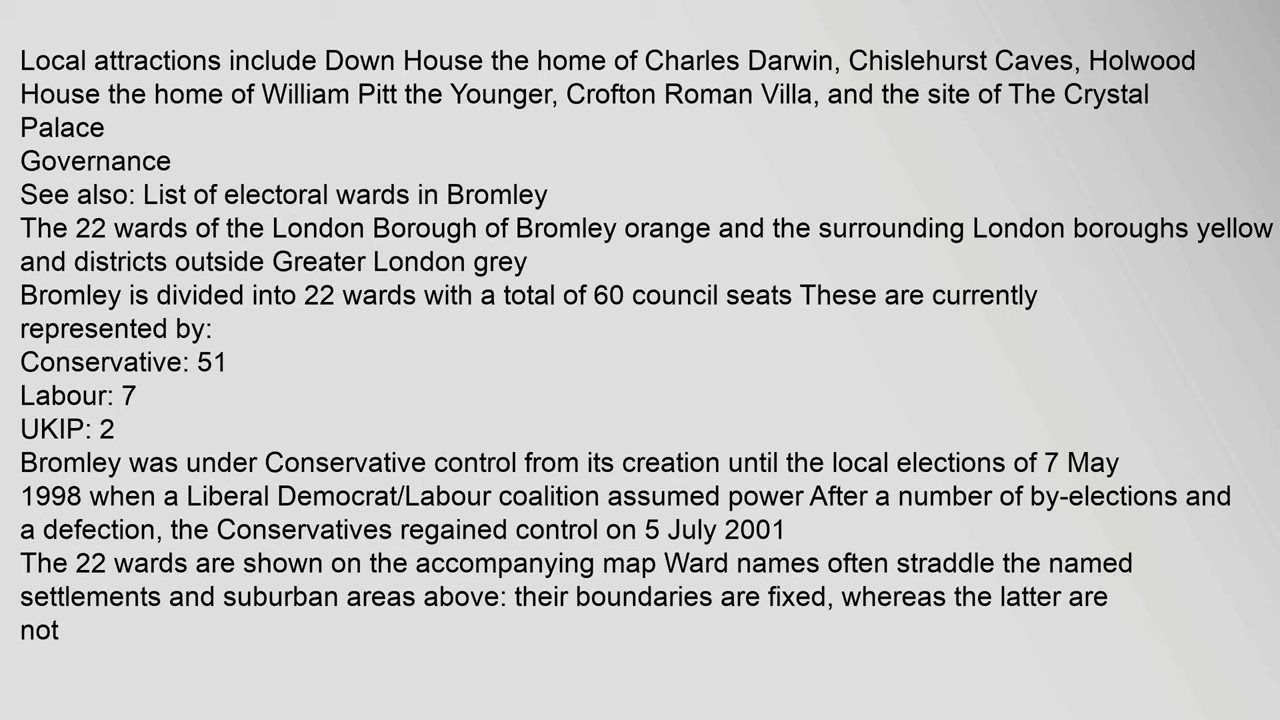 Local attractions include Down House the home of Charles Darwin, Chislehurst Caves, Holwood
House the home of William Pitt the Younger, Crofton Roman Villa, and the site of The Crystal
Palace
Governance
See also: List of electoral wards in Bromley
The 22 wards of the London Borough of Bromley orange and the surrounding London boroughs yellow
and districts outside Greater London grey
Bromley is divided into 22 wards with a total of 60 council seats These are currently
represented by:
Conservative: 51
Labour: 7
UKIP: 2
Bromley was under Conservative control from its creation until the local elections of 7 May
1998 when a Liberal Democrat/Labour coalition assumed power After a number of by-elections and
a defection, the Conservatives regained control on 5 July 2001
The 22 wards are shown on the accompanying map Ward names often straddle the named
settlements and suburban areas above: their boundaries are fixed, whereas the latter are
not